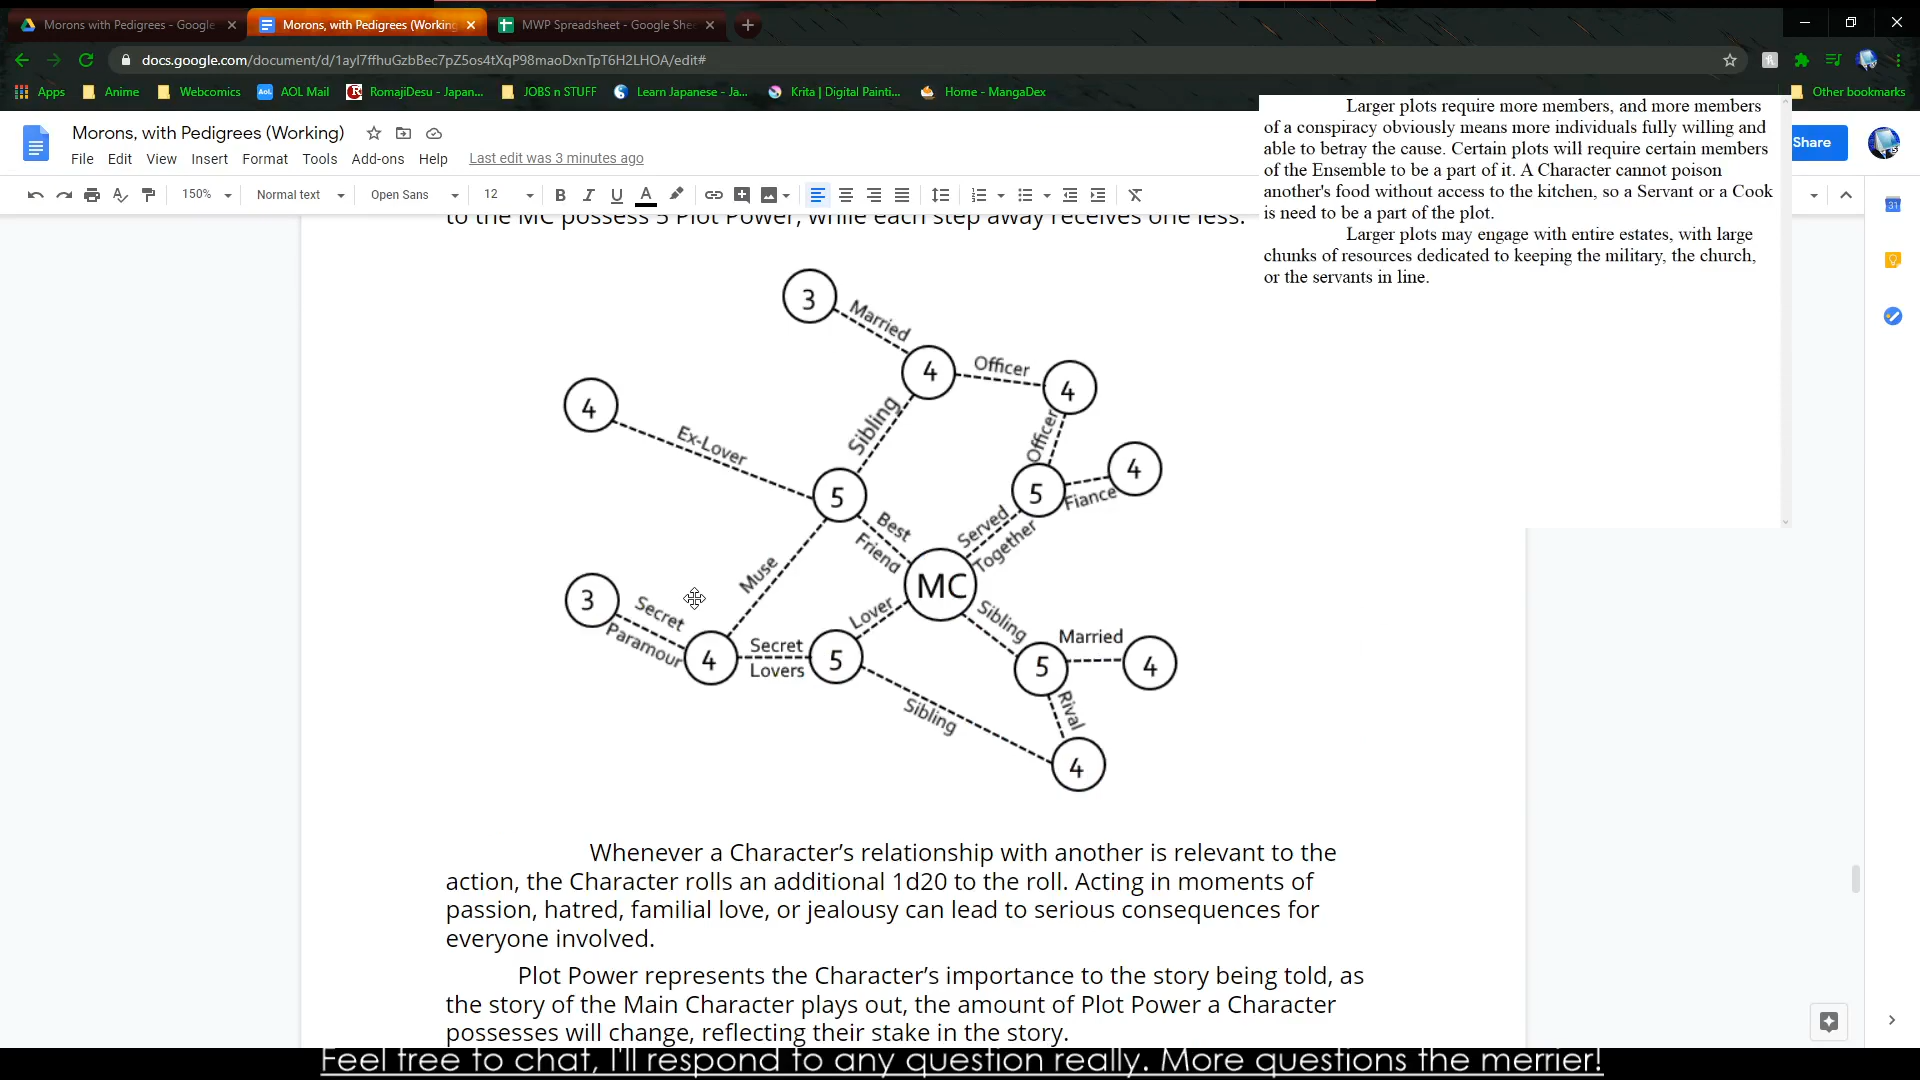 Morons with Pedigrees - Google
Morons, with Pedigrees (Working
MWP Spreadsheet - Google She
docs.google.com/document/d/1ayl7ffhuGzbBec7pZ5os4tXqP98maoDxnTpT6H2LHOA/edit#
Apps
Anime
Webcomics
AOL Mail
RomajiDesu - Japan...
JOBS n STUFF
Learn Japanese - Ja...
Krita | Digital Painti...
Home - MangaDex
Other bookmarks
Morons, with Pedigrees (Working)
File Edit View Insert Format Tools Add-ons Help Last edit was 3 minutes ago
Share
150% Normal text Open Sans 12
Larger plots require more members, and more members
of a conspiracy obviously means more individuals fully willing and
able to betray the cause. Certain plots will require certain members
of the Ensemble to be a part of it. A Character cannot poison
another's food without access to the kitchen, so a Servant or a Cook
is need to be a part of the plot.
Larger plots may engage with entire estates, with large
chunks of resources dedicated to keeping the military, the church,
or the servants in line.
to the MC possess 5 Plot Power, while each step away receives one less.
3
Married
4
Officer
4
4
Ex-Lover
Sibling
Officer
4
5
5
Fiance
Best
Friend
Served
Together
Muse
MC
3
Secret
Paramour
Lover
Sibling
4
Secret
Lovers
5
5
Married
4
Sibling
Rival
4
Whenever a Character’s relationship with another is relevant to the
action, the Character rolls an additional 1d20 to the roll. Acting in moments of
passion, hatred, familial love, or jealousy can lead to serious consequences for
everyone involved.
Plot Power represents the Character’s importance to the story being told, as
the story of the Main Character plays out, the amount of Plot Power a Character
possesses will change, reflecting their stake in the story.
Feel free to chat, I'll respond to any question really. More questions the merrier!